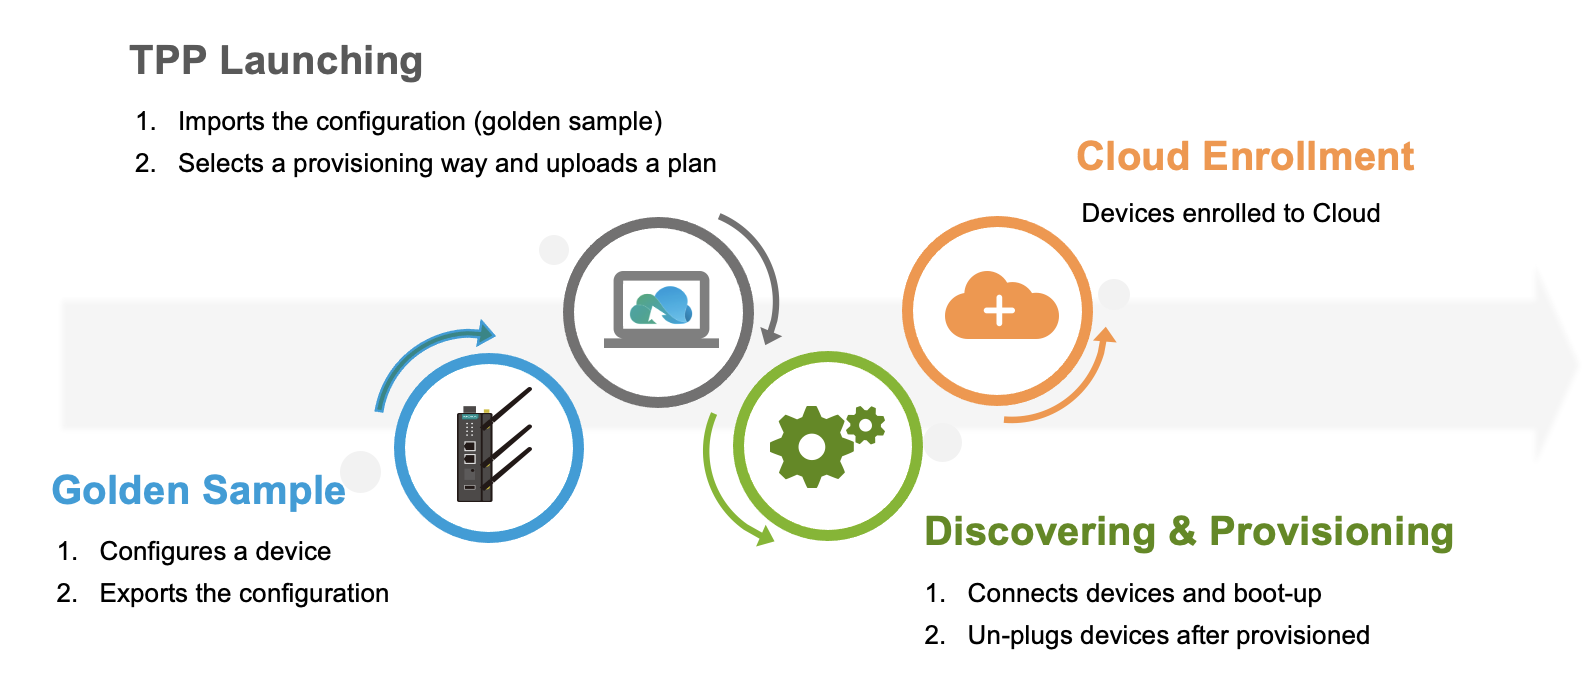 TPP Launching
1. Imports the configuration (golden sample)
2. Selects a provisioning way and uploads a plan
Cloud Enrollment
Devices enrolled to Cloud
Golden Sample
1. Configures a device
2. Exports the configuration
Discovering & Provisioning
1. Connects devices and boot-up
2. Un-plugs devices after provisioned